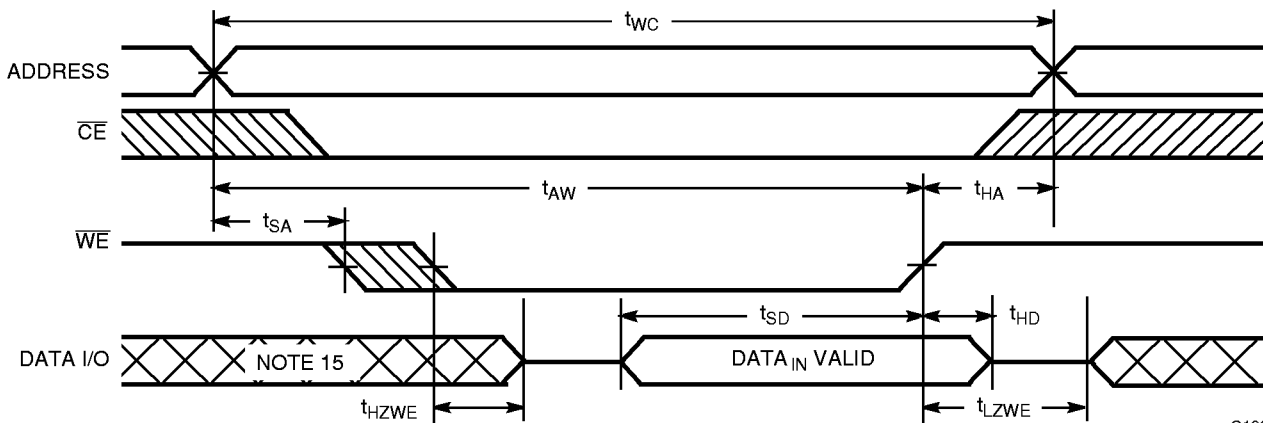 tWC
ADDRESS
CE
tAW
tHA
tSA
WE
tSD
tHD
DATA I/O
NOTE 15
DATAIN VALID
tHZWE
tLZWE